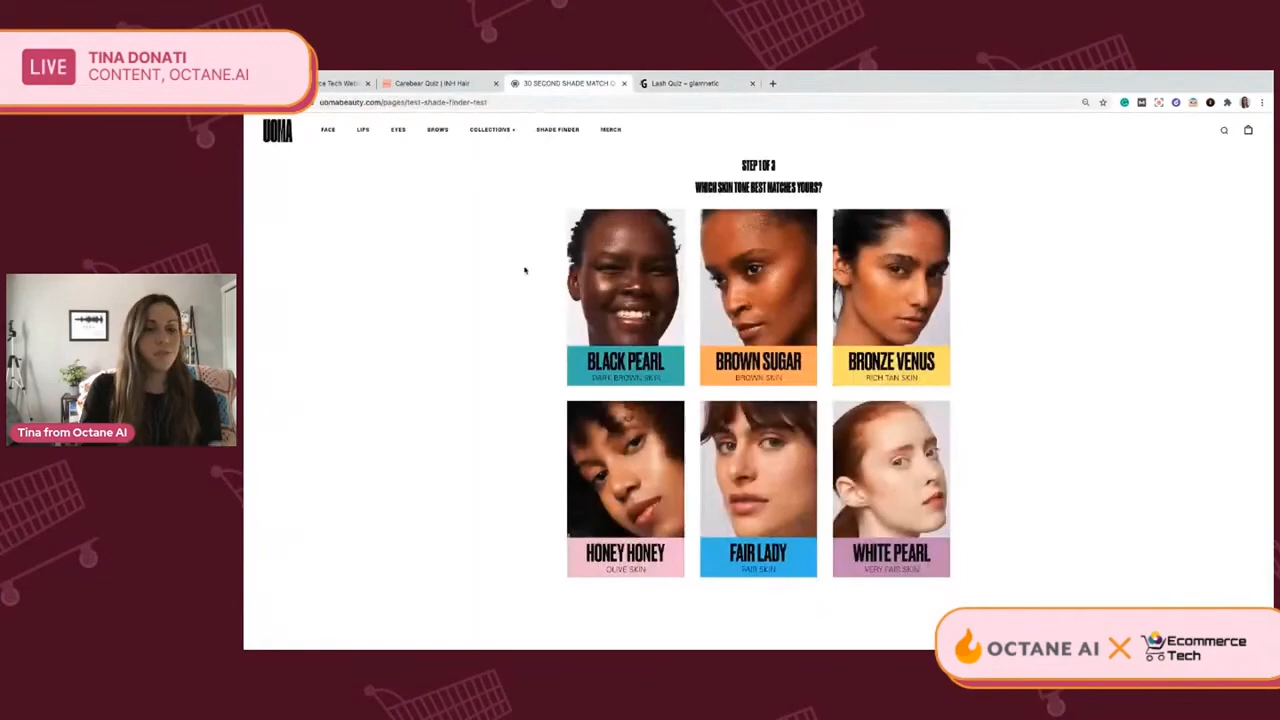 LIVE
TINA DONATI
CONTENT, OCTANE.AI
Carebear Quiz | INH Hair
30 SECOND SHADE MATCH
Lash Quiz – glamnetic
uomabeauty.com/pages/test-shade-finder-test
UOMA
FACE
LIPS
EYES
BROWS
COLLECTIONS
SHADE FINDER
MERCH
STEP 1 OF 3
WHICH SKIN TONE BEST MATCHES YOURS?
BLACK PEARL
DARK BROWN SKIN
BROWN SUGAR
BROWN SKIN
BRONZE VENUS
RICH TAN SKIN
HONEY HONEY
OLIVE SKIN
FAIR LADY
FAIR SKIN
WHITE PEARL
VERY FAIR SKIN
Tina from Octane AI
OCTANE AI X Ecommerce
Tech